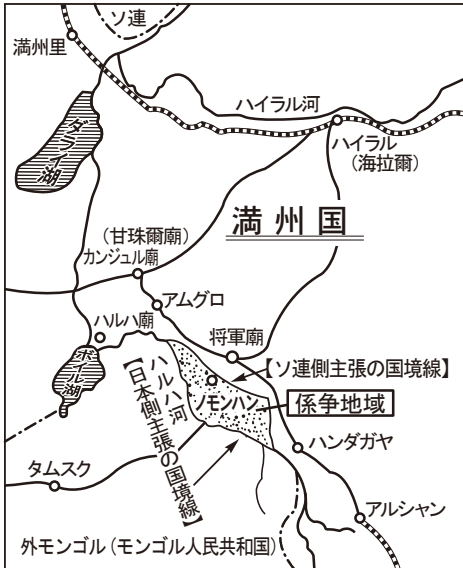 ソ連
満州里
ハイラル河
ダライ湖
ハイラル
(海拉爾)
満州国
(甘珠爾廟)
カンジュル廟
アムグロ
ハルハ廟
将軍廟
ボイル湖
【ソ連側主張の国境線】
ノモンハン
係争地域
ハルハ河
【日本側主張の国境線】
ハンダガヤ
タムスク
アルシャン
外モンゴル(モンゴル人民共和国)